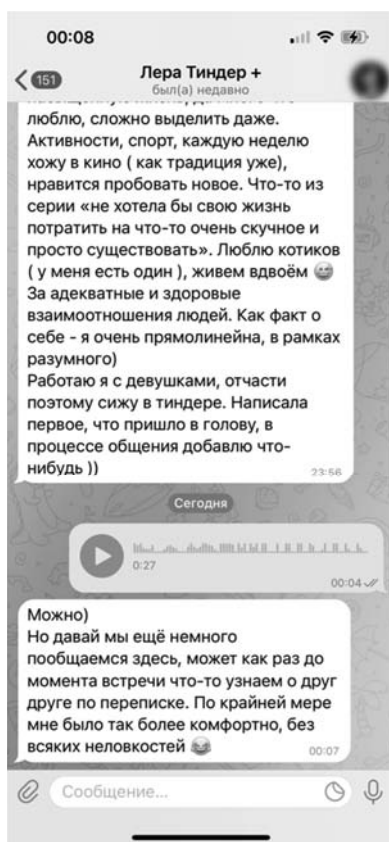 00:08
151
Лера Тиндер +
был(а) недавно
люблю, сложно выделить даже.
Активности, спорт, каждую неделю
хожу в кино ( как традиция уже),
нравится пробовать новое. Что-то из
серии «не хотела бы свою жизнь
потратить на что-то очень скучное и
просто существовать». Люблю котиков
( у меня есть один ), живем вдвоём
За адекватные и здоровые
взаимоотношения людей. Как факт о
себе - я очень прямолинейна, в рамках
разумного)
Работаю я с девушками, отчасти
поэтому сижу в тиндере. Написала
первое, что пришло в голову, в
процессе общения добавлю что-
нибудь ))
23:56
Сегодня
0:27
00:04
Можно)
Но давай мы ещё немного
пообщаемся здесь, может как раз до
момента встречи что-то узнаем о друг
друге по переписке. По крайней мере
мне было так более комфортно, без
всяких неловкостей
00:07
Сообщение...